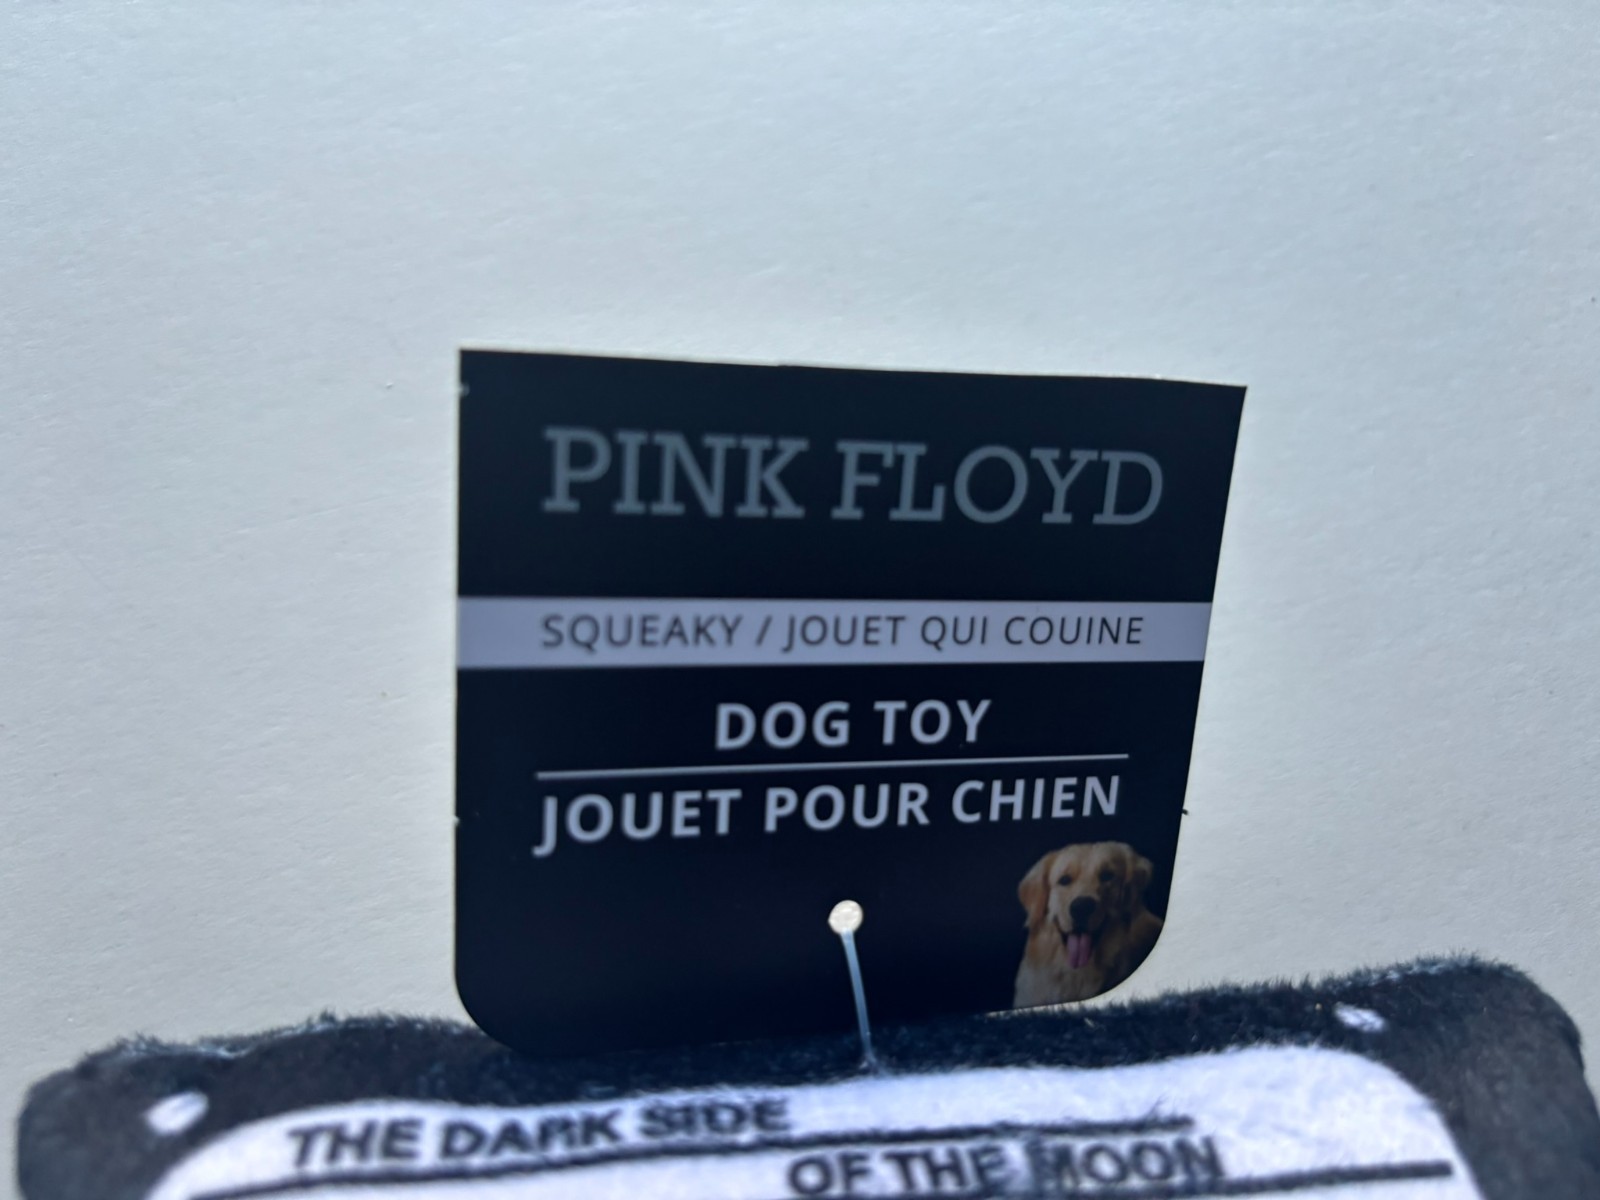 PINK FLOYD
SQUEAKY / JOUET QUI COUINE
DOG TOY
JOUET POUR CHIEN
THE DARK SIDE
OF THE MOON